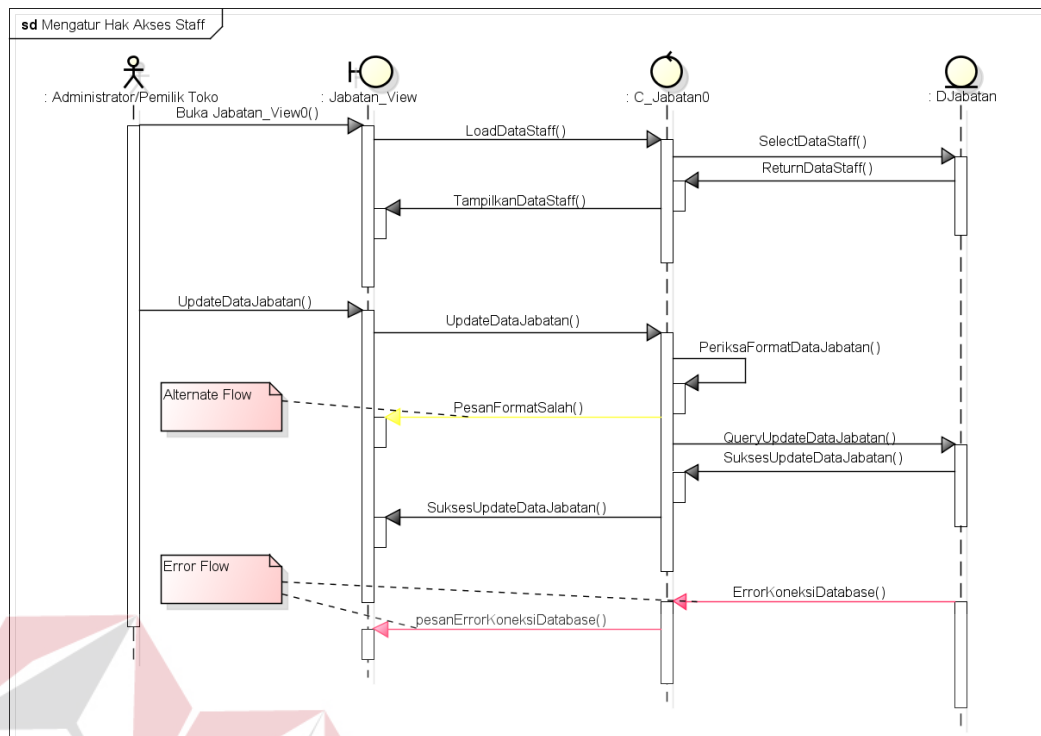 sd Mengatur Hak Akses Staff
: Administrator/Pemilik Toko
: Jabatan_View
: C_Jabatan0
: DJabatan
Buka Jabatan_View0()
LoadDataStaff()
SelectDataStaff()
ReturnDataStaff()
TampilkanDataStaff()
UpdateDataJabatan()
UpdateDataJabatan()
PeriksaFormatDataJabatan()
Alternate Flow
PesanFormatSalah()
QueryUpdateDataJabatan()
SuksesUpdateDataJabatan()
SuksesUpdateDataJabatan()
Error Flow
ErrorKoneksiDatabase()
pesanErrorKoneksiDatabase()